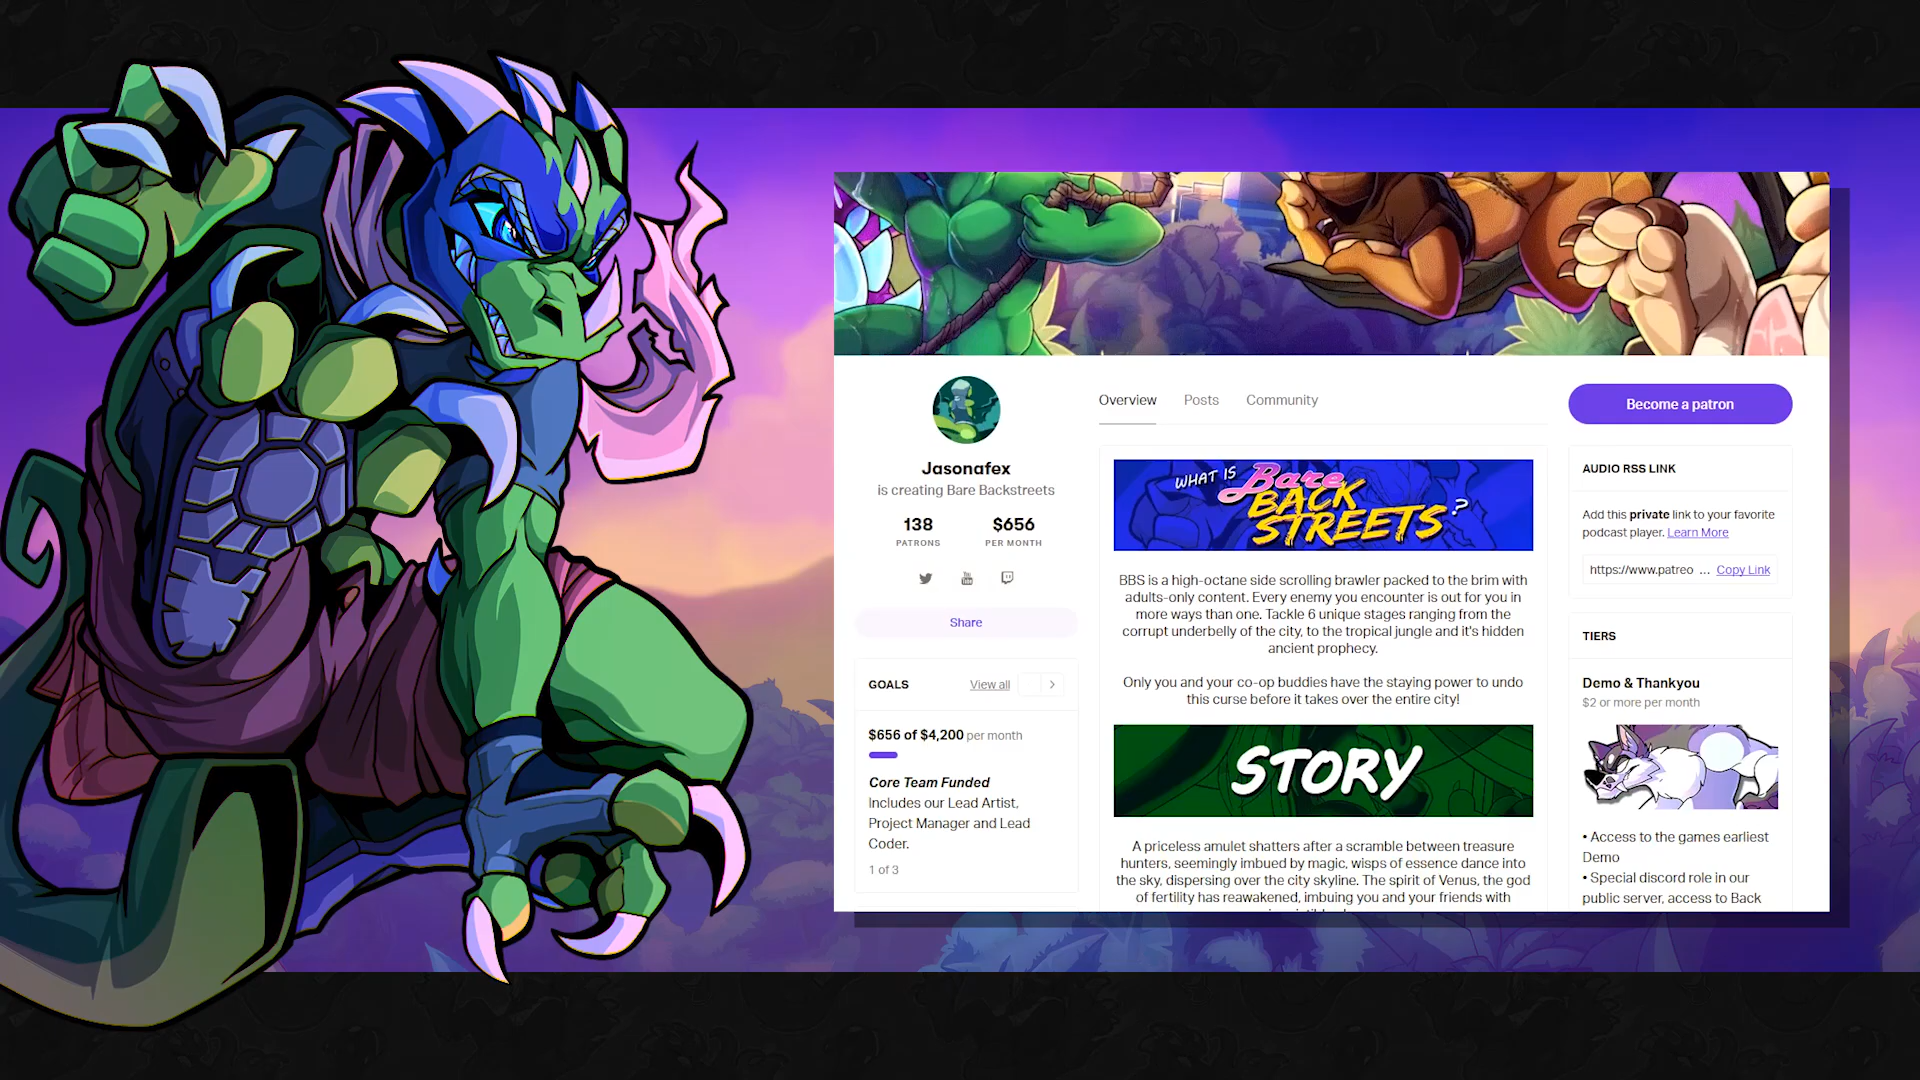 Jasonafex
is creating Bare Backstreets
138
PATRONS
$656
PER MONTH
Share
GOALS
View all
$656 of $4,200 per month
Core Team Funded
Includes our Lead Artist,
Project Manager and Lead
Coder.
1 of 3
Overview
Posts
Community
WHAT IS
Bare
BACK
STREETS
?
BBS is a high-octane side scrolling brawler packed to the brim with
adults-only content. Every enemy you encounter is out for you in
more ways than one. Tackle 6 unique stages ranging from the
corrupt underbelly of the city, to the tropical jungle and it's hidden
ancient prophecy.
Only you and your co-op buddies have the staying power to undo
this curse before it takes over the entire city!
STORY
A priceless amulet shatters after a scramble between treasure
hunters, seemingly imbued by magic, wisps of essence dance into
the sky, dispersing over the city skyline. The spirit of Venus, the god
of fertility has reawakened, imbuing you and your friends with
Become a patron
AUDIO RSS LINK
Add this private link to your favorite
podcast player. Learn More
https://www.patreo ... Copy Link
TIERS
Demo & Thankyou
$2 or more per month
• Access to the games earliest
Demo
• Special discord role in our
public server, access to Back